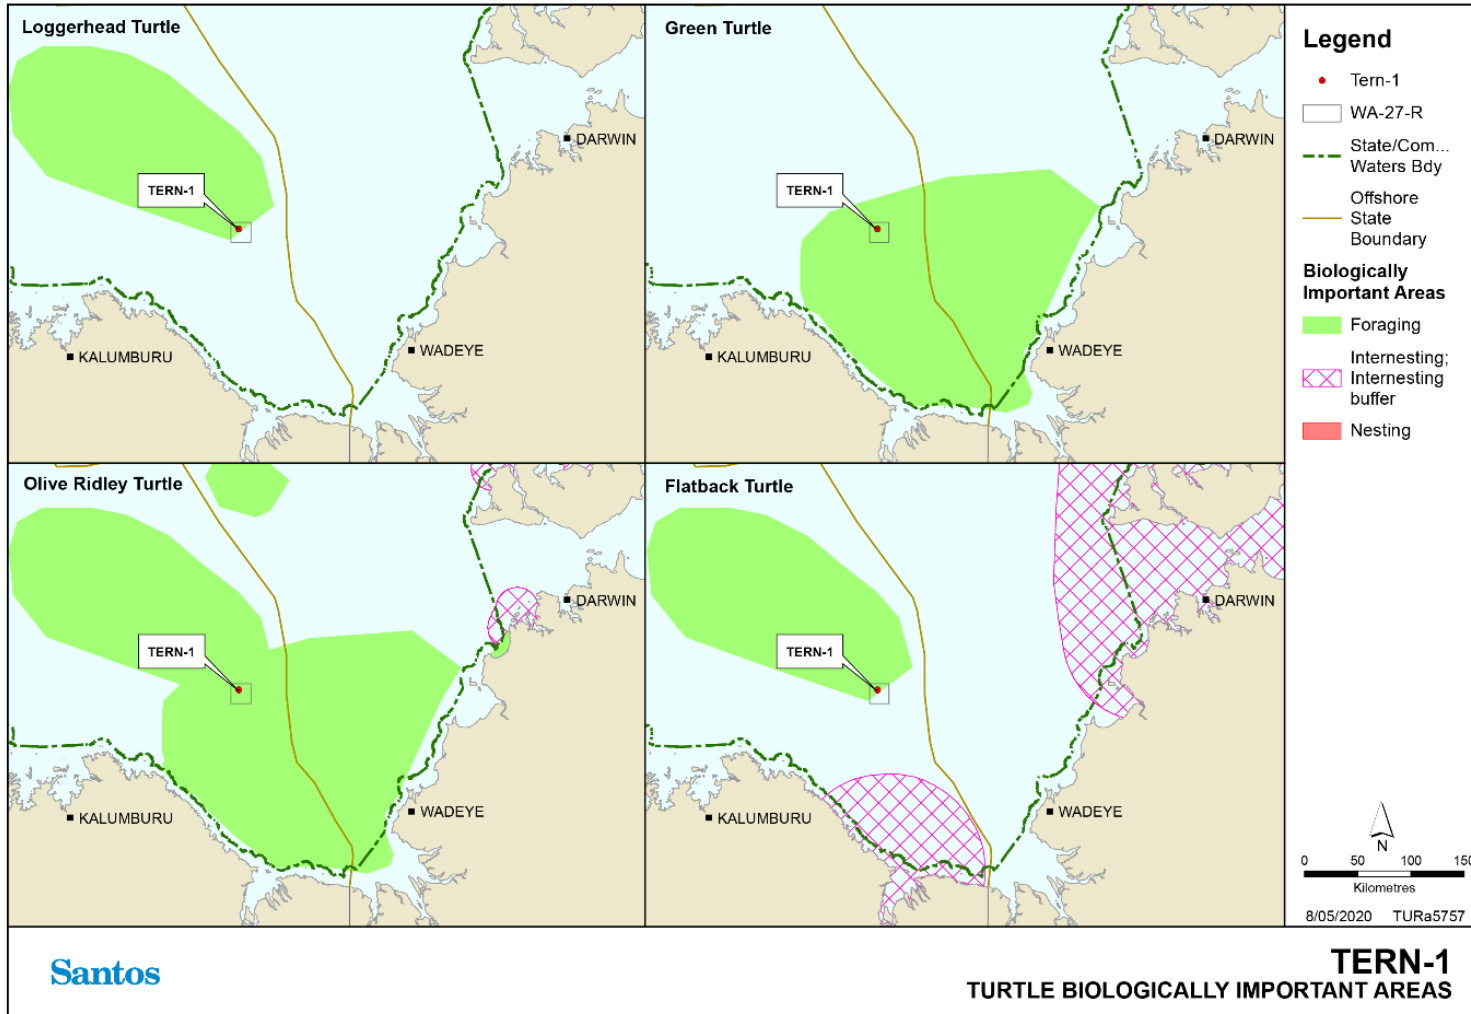 Loggerhead Turtle
DARWIN
TERN-1
KALUMBURU
WADEYE
Green Turtle
DARWIN
TERN-1
KALUMBURU
WADEYE
Olive Ridley Turtle
DARWIN
TERN-1
KALUMBURU
WADEYE
Flatback Turtle
DARWIN
TERN-1
KALUMBURU
WADEYE
Legend
Tern-1
WA-27-R
State/Com...
Waters Bdy
Offshore
State
Boundary
Biologically
Important Areas
Foraging
Internesting;
Internesting
buffer
Nesting
N
0 50 100 150
Kilometres
8/05/2020 TURa5757
Santos
TERN-1
TURTLE BIOLOGICALLY IMPORTANT AREAS